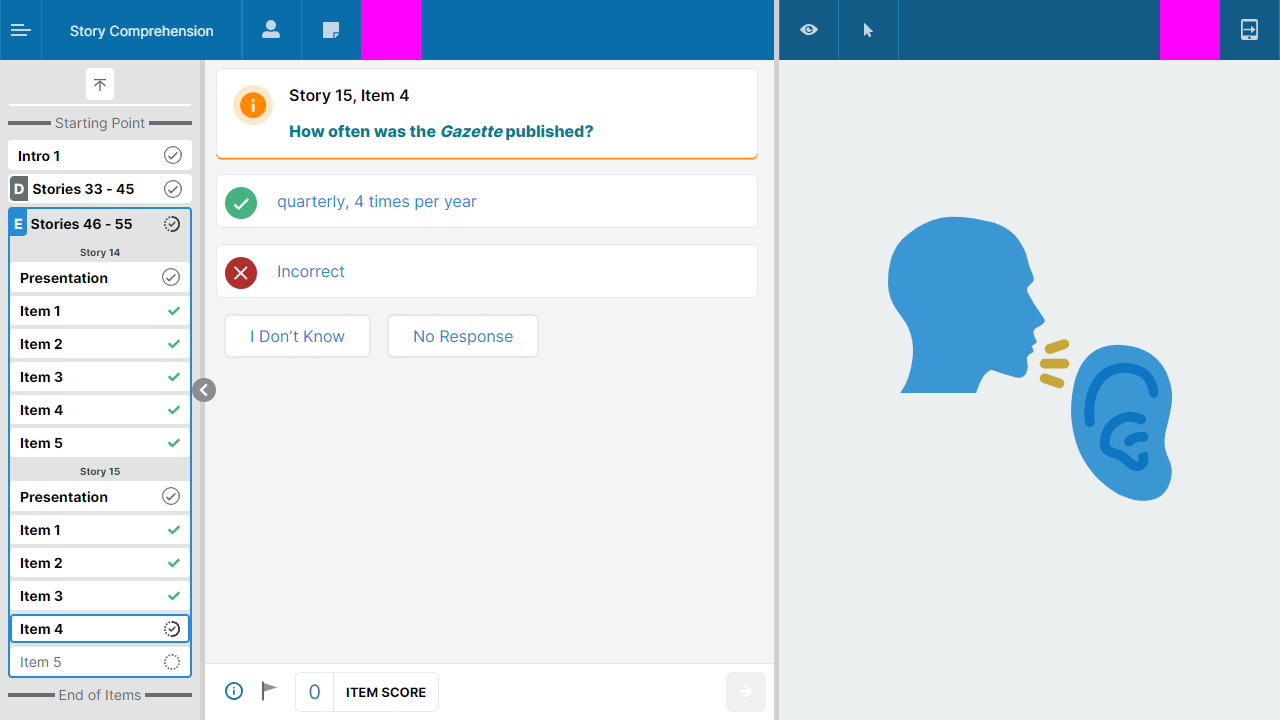 Story Comprehension
Starting Point
Intro 1
D Stories 33 - 45
E Stories 46 - 55
Story 14
Presentation
Item 1
Item 2
Item 3
Item 4
Item 5
Story 15
Presentation
Item 1
Item 2
Item 3
Item 4
Item 5
End of Items
Story 15, Item 4
How often was the Gazette published?
quarterly, 4 times per year
Incorrect
I Don’t Know
No Response
0 ITEM SCORE